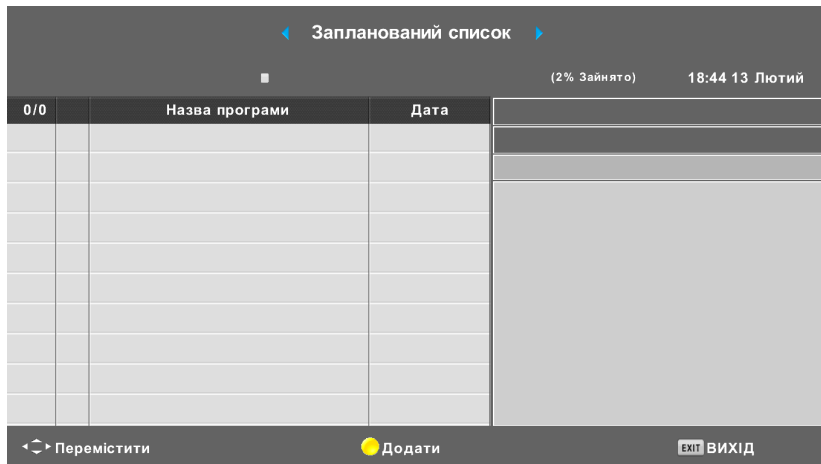 Запланований список
(2% Зайнято) 18:44 13 Лютий
0/0 Назва програми Дата
Перемістити Додати EXIT ВИХІД